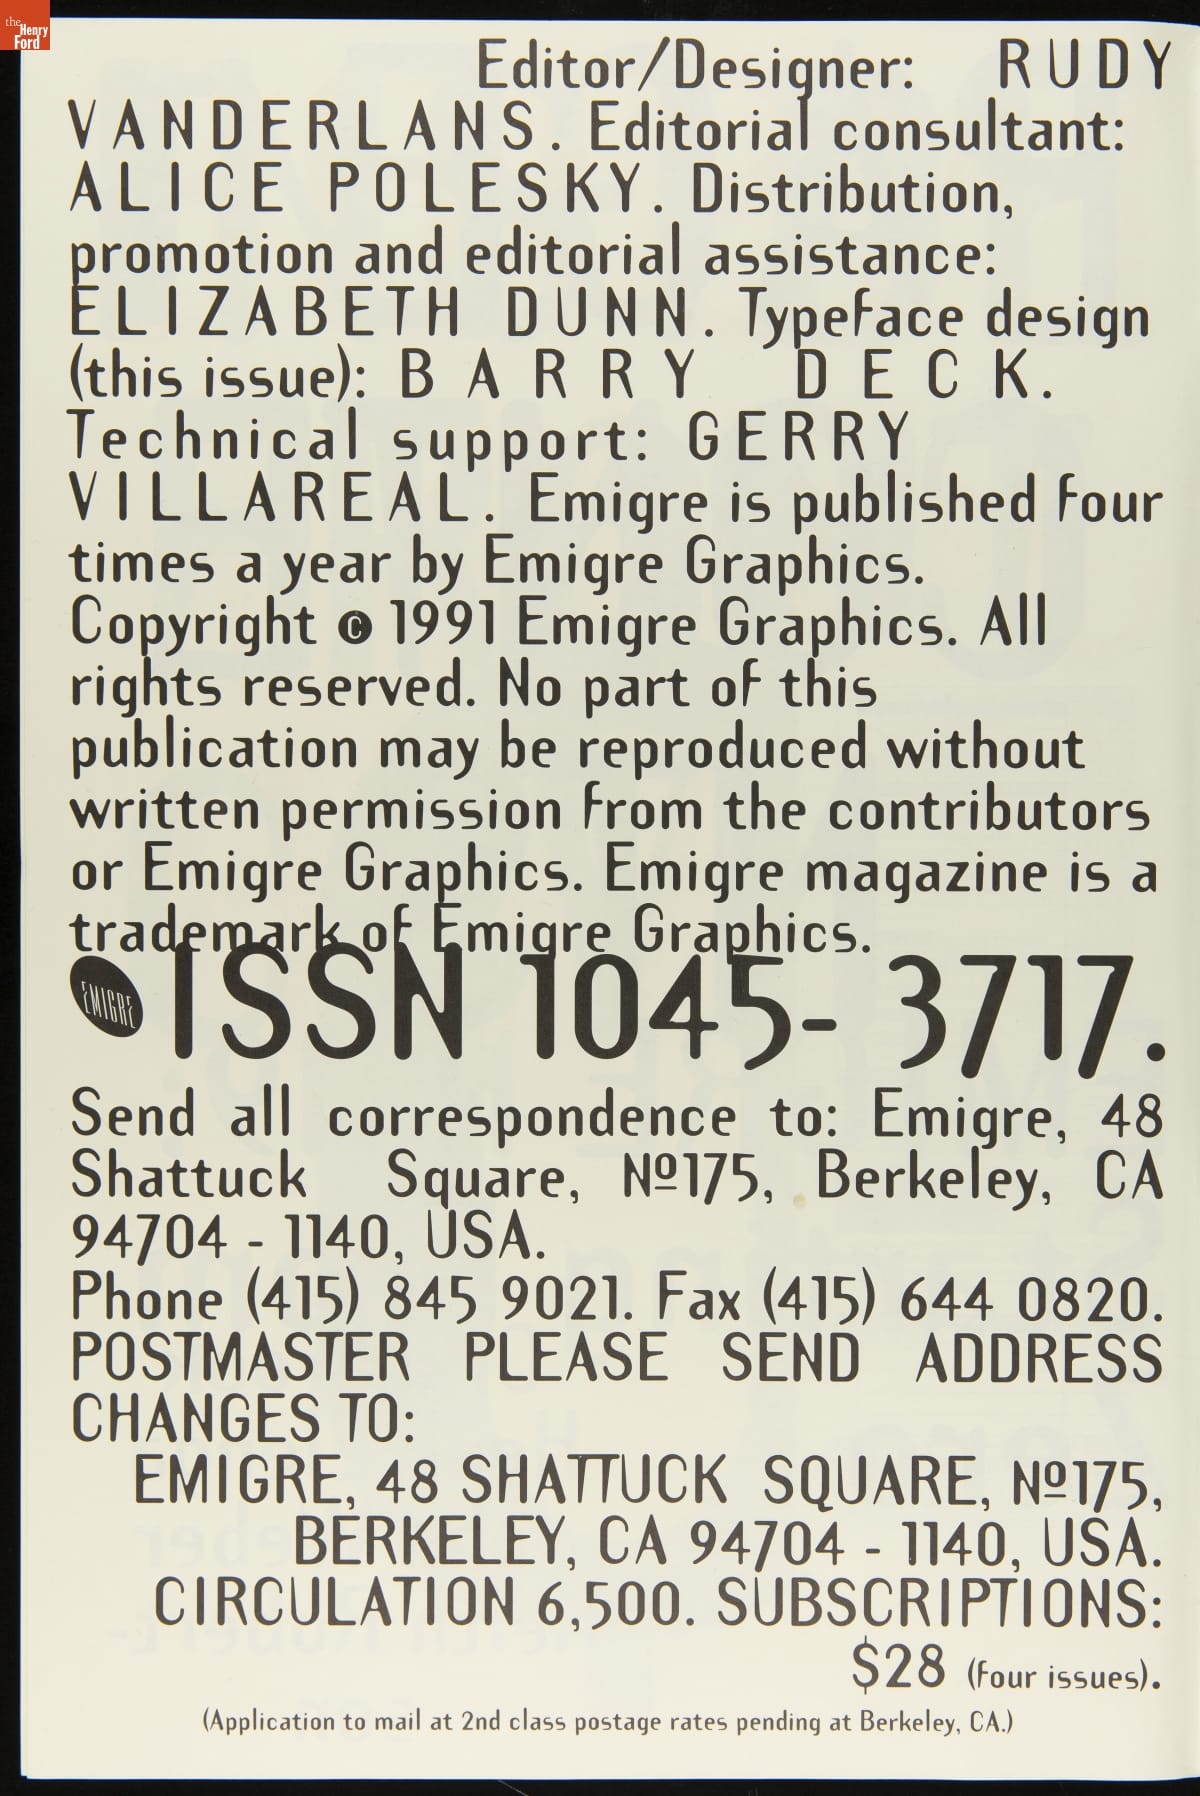 the Henry Ford
Editor/Designer: RUDY
VANDERLANS. Editorial consultant:
ALICE POLESKY. Distribution,
promotion and editorial assistance:
ELIZABETH DUNN. Typeface design
(this issue): BARRY DECK.
Technical support: GERRY
VILLAREAL. Emigre is published four
times a year by Emigre Graphics.
Copyright © 1991 Emigre Graphics. All
rights reserved. No part of this
publication may be reproduced without
written permission from the contributors
or Emigre Graphics. Emigre magazine is a
trademark of Emigre Graphics.
EMIGRE ISSN 1045- 3717.
Send all correspondence to: Emigre, 48
Shattuck Square, Nº175, Berkeley, CA
94704 - 1140, USA.
Phone (415) 845 9021. Fax (415) 644 0820.
POSTMASTER PLEASE SEND ADDRESS
CHANGES TO:
EMIGRE, 48 SHATTUCK SQUARE, Nº175,
BERKELEY, CA 94704 - 1140, USA.
CIRCULATION 6,500. SUBSCRIPTIONS:
$28 (four issues).
(Application to mail at 2nd class postage rates pending at Berkeley, CA.)